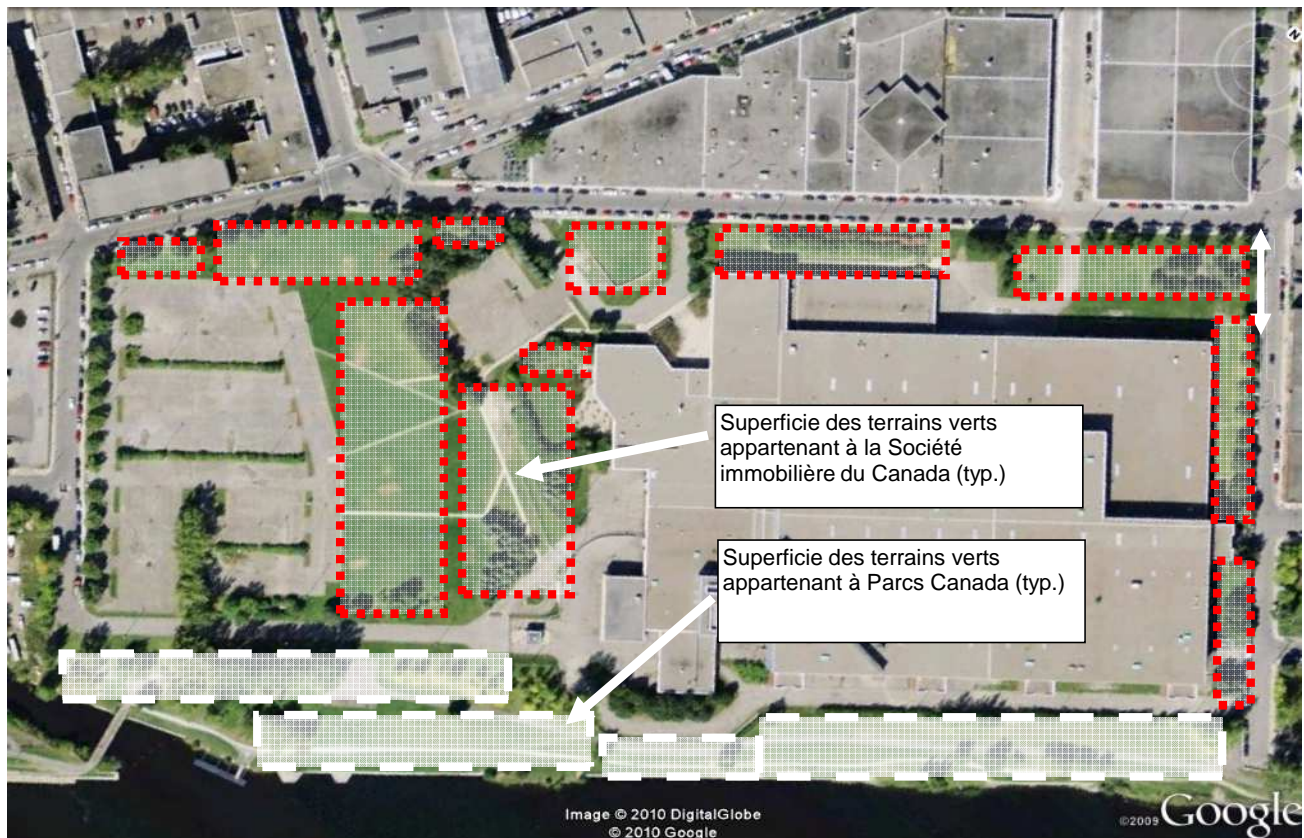 N
Superficie des terrains verts
appartenant à la Société
immobilière du Canada (typ.)
Superficie des terrains verts
appartenant à Parcs Canada (typ.)
Image © 2010 DigitalGlobe
© 2010 Google
©2009 Google